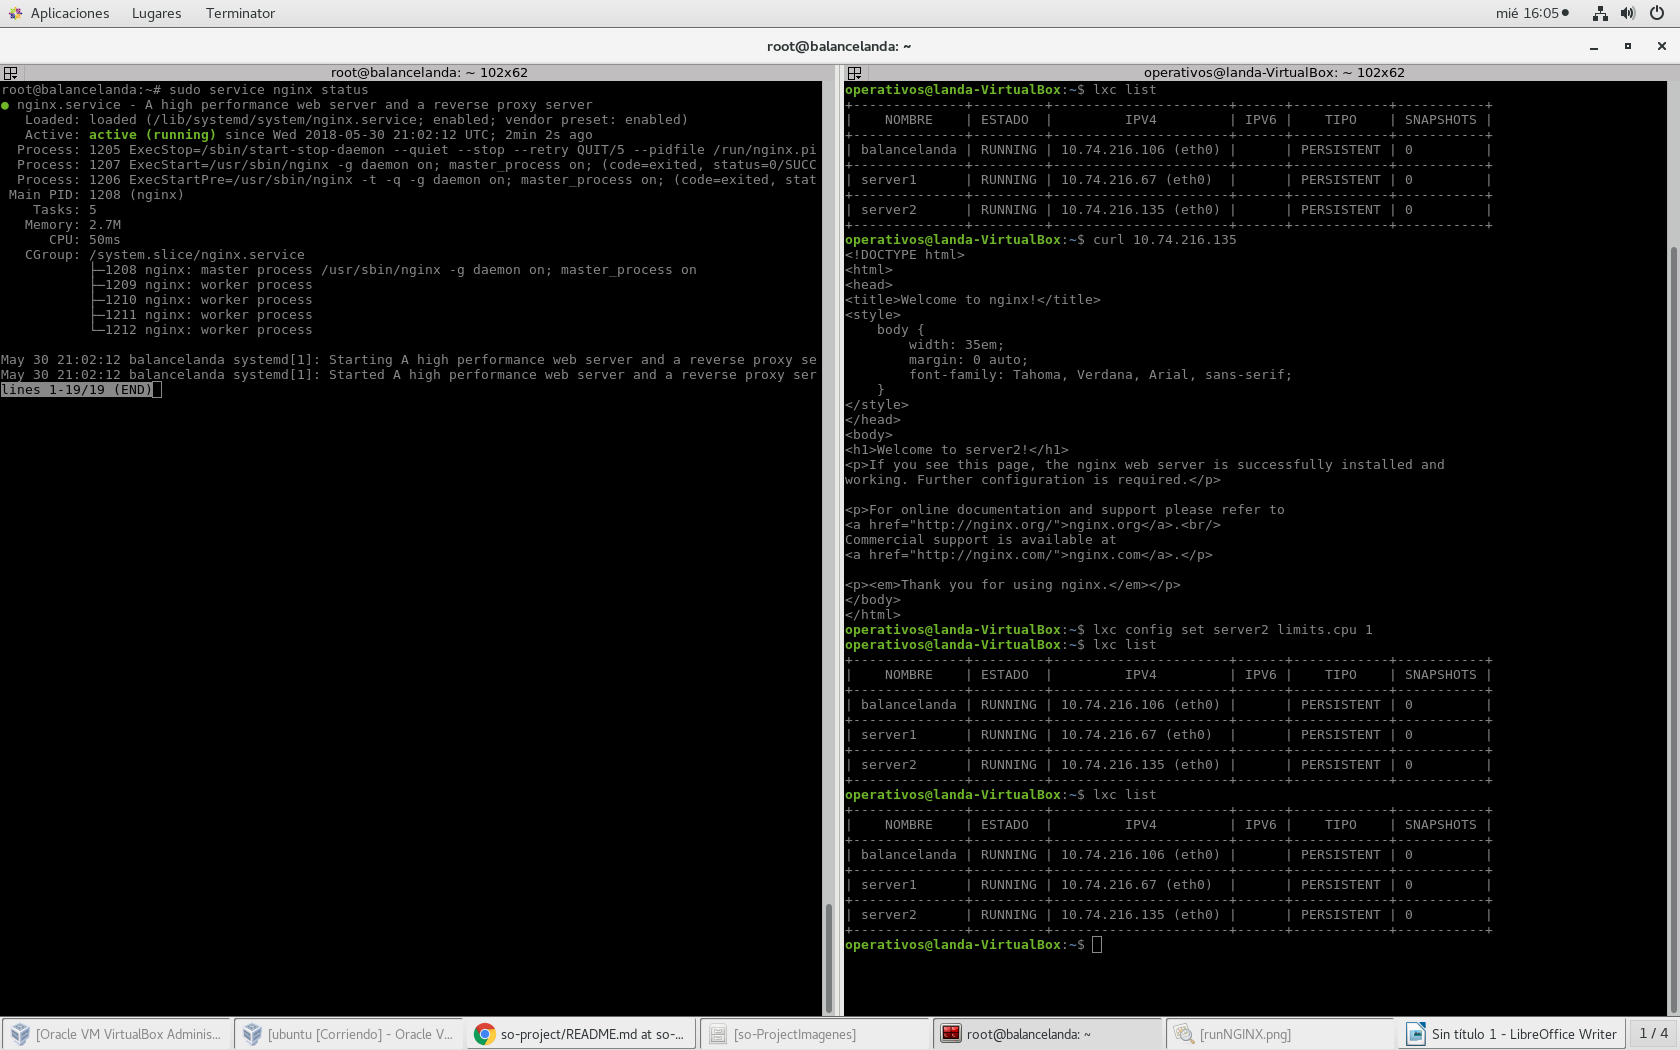 Aplicaciones Lugares Terminator mié 16:05
root@balancelanda: ~
root@balancelanda: ~ 102x62
root@balancelanda:~# sudo service nginx status
● nginx.service - A high performance web server and a reverse proxy server
   Loaded: loaded (/lib/systemd/system/nginx.service; enabled; vendor preset: enabled)
   Active: active (running) since Wed 2018-05-30 21:02:12 UTC; 2min 2s ago
  Process: 1205 ExecStop=/sbin/start-stop-daemon --quiet --stop --retry QUIT/5 --pidfile /run/nginx.pi
  Process: 1207 ExecStart=/usr/sbin/nginx -g daemon on; master_process on; (code=exited, status=0/SUCC
  Process: 1206 ExecStartPre=/usr/sbin/nginx -t -q -g daemon on; master_process on; (code=exited, stat
 Main PID: 1208 (nginx)
    Tasks: 5
   Memory: 2.7M
      CPU: 50ms
   CGroup: /system.slice/nginx.service
           ├─1208 nginx: master process /usr/sbin/nginx -g daemon on; master_process on
           ├─1209 nginx: worker process
           ├─1210 nginx: worker process
           ├─1211 nginx: worker process
           └─1212 nginx: worker process
May 30 21:02:12 balancelanda systemd[1]: Starting A high performance web server and a reverse proxy se
May 30 21:02:12 balancelanda systemd[1]: Started A high performance web server and a reverse proxy ser
lines 1-19/19 (END)
operativos@landa-VirtualBox: ~ 102x62
operativos@landa-VirtualBox:~$ lxc list
+--------------+---------+----------------------+------+------------+-----------+
|    NOMBRE    | ESTADO  |         IPV4         | IPV6 |    TIPO    | SNAPSHOTS |
+--------------+---------+----------------------+------+------------+-----------+
| balancelanda | RUNNING | 10.74.216.106 (eth0) |      | PERSISTENT | 0         |
+--------------+---------+----------------------+------+------------+-----------+
| server1      | RUNNING | 10.74.216.67 (eth0)  |      | PERSISTENT | 0         |
+--------------+---------+----------------------+------+------------+-----------+
| server2      | RUNNING | 10.74.216.135 (eth0) |      | PERSISTENT | 0         |
+--------------+---------+----------------------+------+------------+-----------+
operativos@landa-VirtualBox:~$ curl 10.74.216.135
<!DOCTYPE html>
<html>
<head>
<title>Welcome to nginx!</title>
<style>
    body {
        width: 35em;
        margin: 0 auto;
        font-family: Tahoma, Verdana, Arial, sans-serif;
    }
</style>
</head>
<body>
<h1>Welcome to server2!</h1>
<p>If you see this page, the nginx web server is successfully installed and
working. Further configuration is required.</p>
<p>For online documentation and support please refer to
<a href="http://nginx.org/">nginx.org</a>.<br/>
Commercial support is available at
<a href="http://nginx.com/">nginx.com</a>.</p>
<p><em>Thank you for using nginx.</em></p>
</body>
</html>
operativos@landa-VirtualBox:~$ lxc config set server2 limits.cpu 1
operativos@landa-VirtualBox:~$ lxc list
+--------------+---------+----------------------+------+------------+-----------+
|    NOMBRE    | ESTADO  |         IPV4         | IPV6 |    TIPO    | SNAPSHOTS |
+--------------+---------+----------------------+------+------------+-----------+
| balancelanda | RUNNING | 10.74.216.106 (eth0) |      | PERSISTENT | 0         |
+--------------+---------+----------------------+------+------------+-----------+
| server1      | RUNNING | 10.74.216.67 (eth0)  |      | PERSISTENT | 0         |
+--------------+---------+----------------------+------+------------+-----------+
| server2      | RUNNING | 10.74.216.135 (eth0) |      | PERSISTENT | 0         |
+--------------+---------+----------------------+------+------------+-----------+
operativos@landa-VirtualBox:~$ lxc list
+--------------+---------+----------------------+------+------------+-----------+
|    NOMBRE    | ESTADO  |         IPV4         | IPV6 |    TIPO    | SNAPSHOTS |
+--------------+---------+----------------------+------+------------+-----------+
| balancelanda | RUNNING | 10.74.216.106 (eth0) |      | PERSISTENT | 0         |
+--------------+---------+----------------------+------+------------+-----------+
| server1      | RUNNING | 10.74.216.67 (eth0)  |      | PERSISTENT | 0         |
+--------------+---------+----------------------+------+------------+-----------+
| server2      | RUNNING | 10.74.216.135 (eth0) |      | PERSISTENT | 0         |
+--------------+---------+----------------------+------+------------+-----------+
operativos@landa-VirtualBox:~$
[Oracle VM VirtualBox Adminis... [ubuntu [Corriendo] - Oracle V... so-project/README.md at so-... [so-ProjectImagenes] root@balancelanda: ~ [runNGINX.png] Sin título 1 - LibreOffice Writer 1 / 4